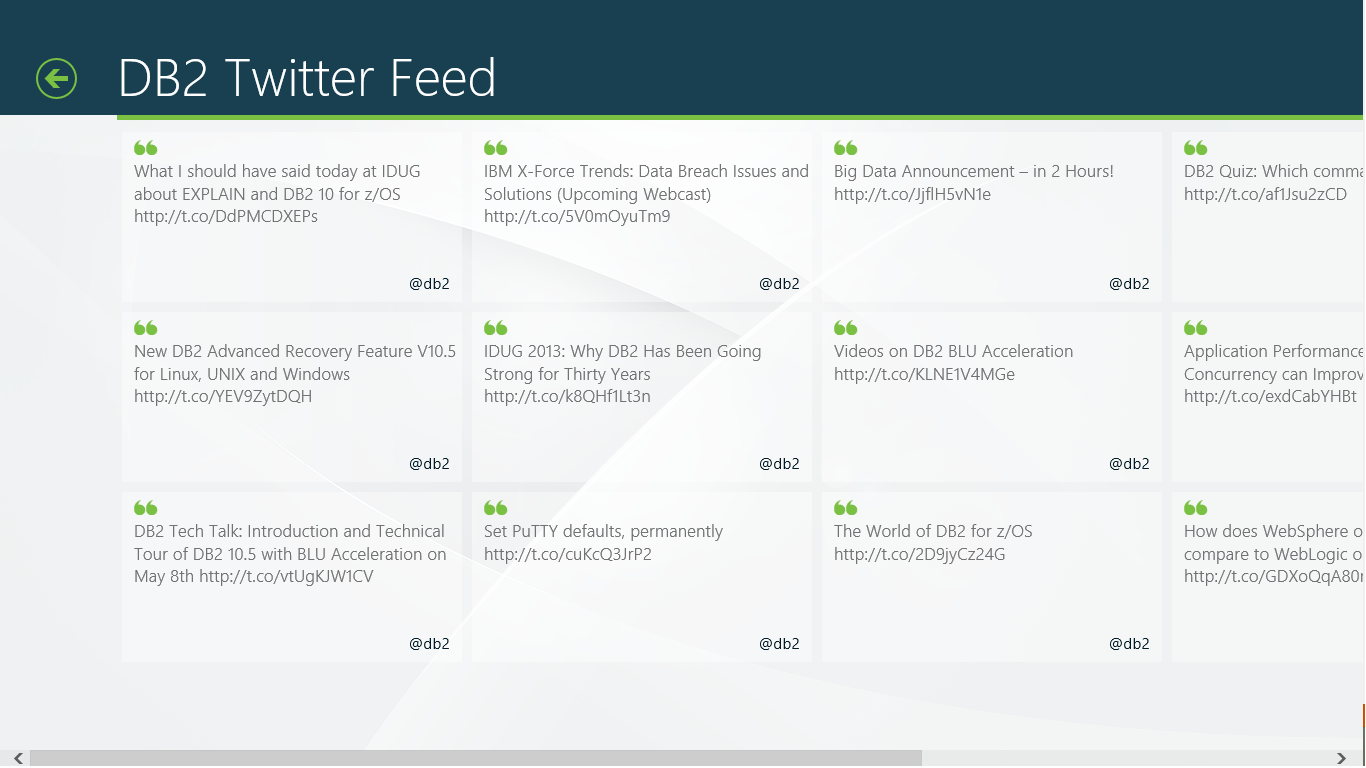 DB2 Twitter Feed
What I should have said today at IDUG
about EXPLAIN and DB2 10 for z/OS
http://t.co/DdPMCDXEPs
@db2
New DB2 Advanced Recovery Feature V10.5
for Linux, UNIX and Windows
http://t.co/YEV9ZytDQH
@db2
DB2 Tech Talk: Introduction and Technical
Tour of DB2 10.5 with BLU Acceleration on
May 8th http://t.co/vtUgKJW1CV
@db2
IBM X-Force Trends: Data Breach Issues and
Solutions (Upcoming Webcast)
http://t.co/5V0mOyuTm9
@db2
IDUG 2013: Why DB2 Has Been Going
Strong for Thirty Years
http://t.co/k8QHf1Lt3n
@db2
Set PuTTY defaults, permanently
http://t.co/cuKcQ3JrP2
@db2
Big Data Announcement – in 2 Hours!
http://t.co/JjflH5vN1e
@db2
Videos on DB2 BLU Acceleration
http://t.co/KLNE1V4MGe
@db2
The World of DB2 for z/OS
http://t.co/2D9jyCz24G
@db2
DB2 Quiz: Which comma
http://t.co/af1Jsu2zCD
Application Performance
Concurrency can Improv
http://t.co/exdCabYHBt
How does WebSphere o
compare to WebLogic o
http://t.co/GDXoQqA80